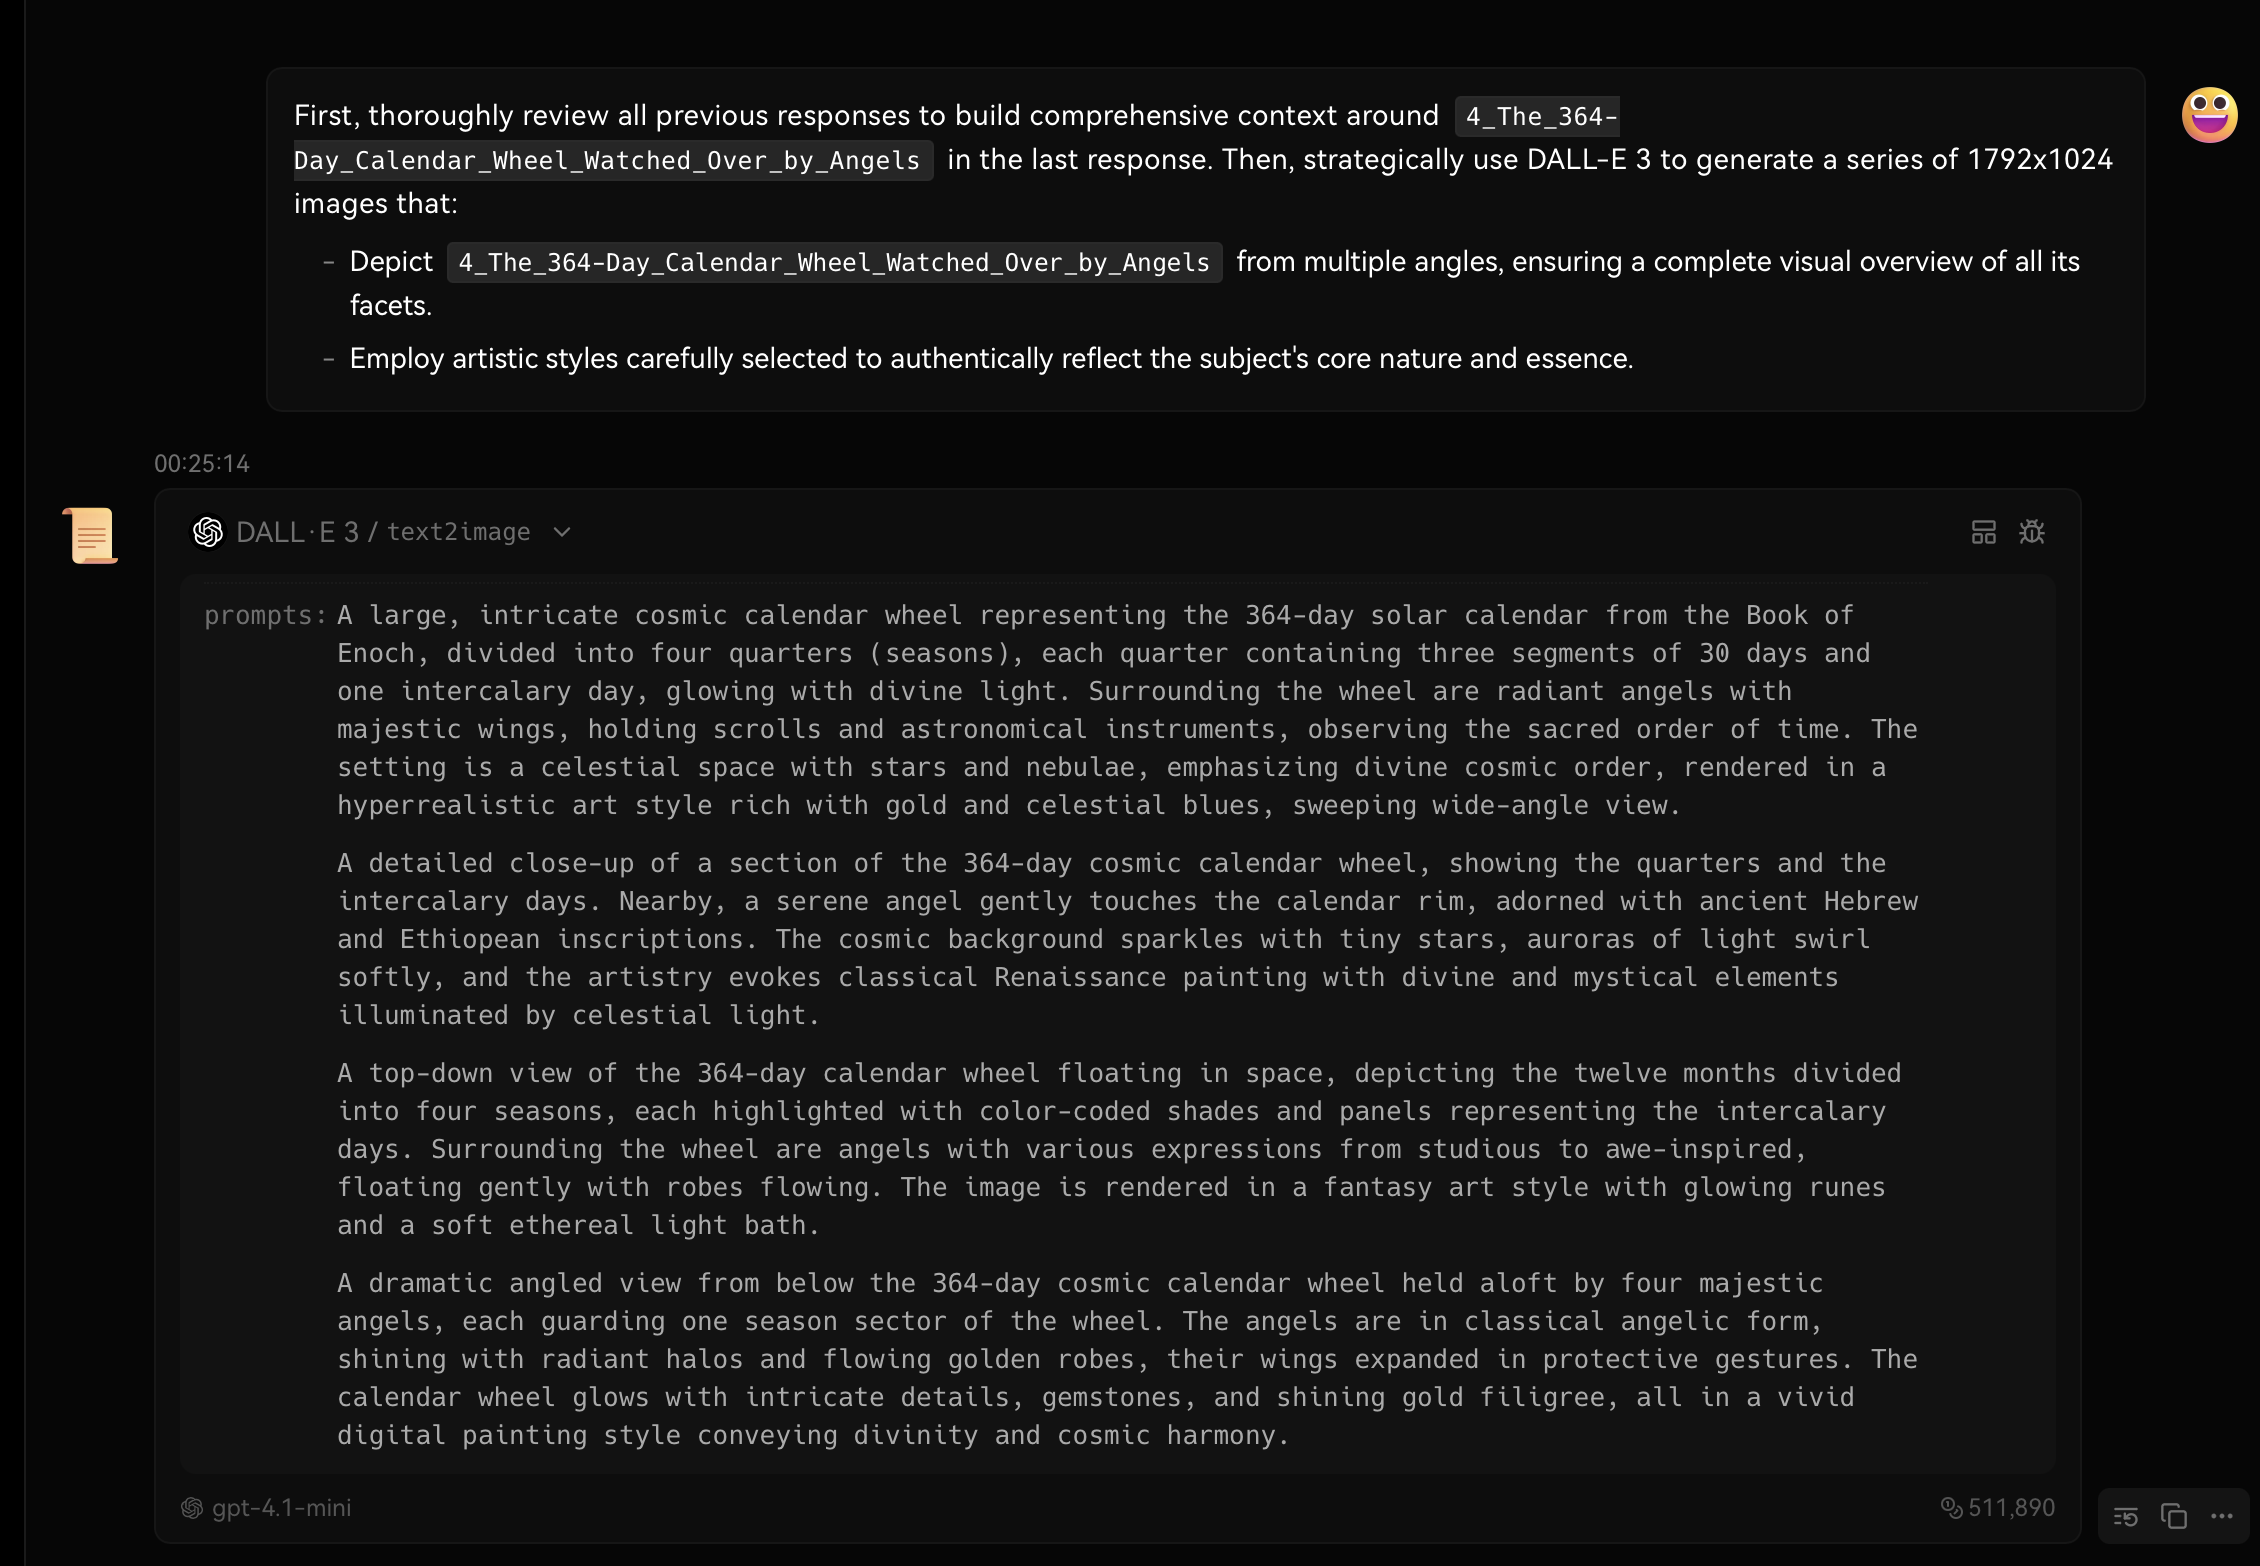 First, thoroughly review all previous responses to build comprehensive context around 4_The_364-
Day_Calendar_Wheel_Watched_Over_by_Angels in the last response. Then, strategically use DALL-E 3 to generate a series of 1792x1024
images that:
- Depict 4_The_364-Day_Calendar_Wheel_Watched_Over_by_Angels from multiple angles, ensuring a complete visual overview of all its
facets.
- Employ artistic styles carefully selected to authentically reflect the subject's core nature and essence.
00:25:14
DALL·E 3 / text2image
prompts: A large, intricate cosmic calendar wheel representing the 364-day solar calendar from the Book of
Enoch, divided into four quarters (seasons), each quarter containing three segments of 30 days and
one intercalary day, glowing with divine light. Surrounding the wheel are radiant angels with
majestic wings, holding scrolls and astronomical instruments, observing the sacred order of time. The
setting is a celestial space with stars and nebulae, emphasizing divine cosmic order, rendered in a
hyperrealistic art style rich with gold and celestial blues, sweeping wide-angle view.
A detailed close-up of a section of the 364-day cosmic calendar wheel, showing the quarters and the
intercalary days. Nearby, a serene angel gently touches the calendar rim, adorned with ancient Hebrew
and Ethiopean inscriptions. The cosmic background sparkles with tiny stars, auroras of light swirl
softly, and the artistry evokes classical Renaissance painting with divine and mystical elements
illuminated by celestial light.
A top-down view of the 364-day calendar wheel floating in space, depicting the twelve months divided
into four seasons, each highlighted with color-coded shades and panels representing the intercalary
days. Surrounding the wheel are angels with various expressions from studious to awe-inspired,
floating gently with robes flowing. The image is rendered in a fantasy art style with glowing runes
and a soft ethereal light bath.
A dramatic angled view from below the 364-day cosmic calendar wheel held aloft by four majestic
angels, each guarding one season sector of the wheel. The angels are in classical angelic form,
shining with radiant halos and flowing golden robes, their wings expanded in protective gestures. The
calendar wheel glows with intricate details, gemstones, and shining gold filigree, all in a vivid
digital painting style conveying divinity and cosmic harmony.
gpt-4.1-mini 511,890